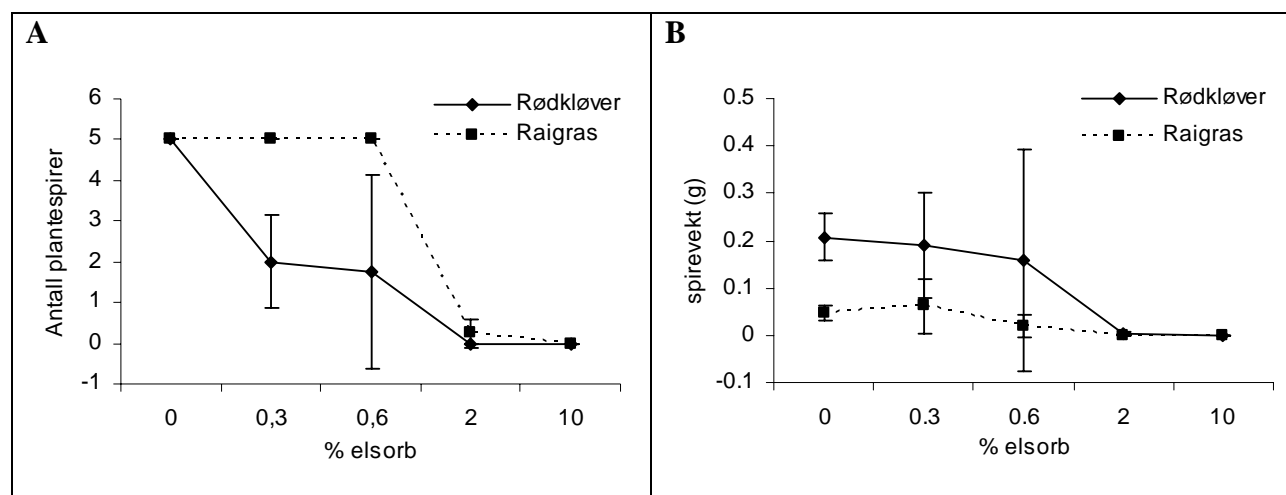 A
Antall plantespirer
6
5
4
3
2
1
0
-1
Rødkløver
Raigras
0 0,3 0,6 2 10
% elsorb
B
spirevekt (g)
0.5
0.4
0.3
0.2
0.1
0
-0.1
Rødkløver
Raigras
0 0.3 0.6 2 10
% elsorb